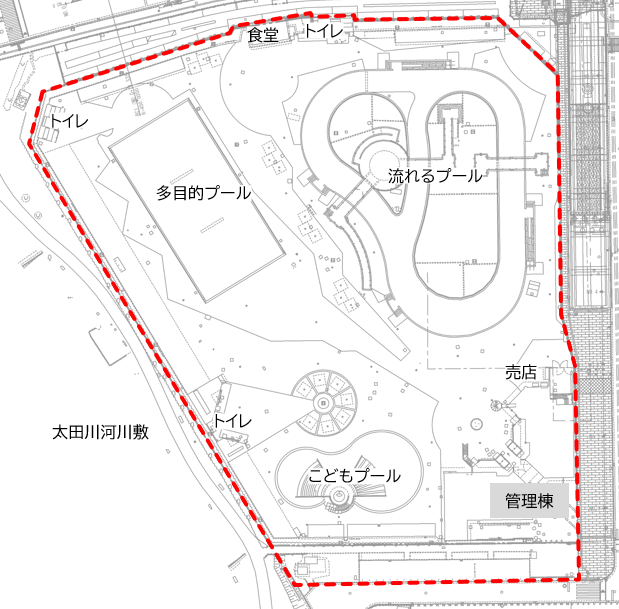 食堂
トイレ
トイレ
流れるプール
多目的プール
売店
トイレ
太田川河川敷
こどもプール
管理棟